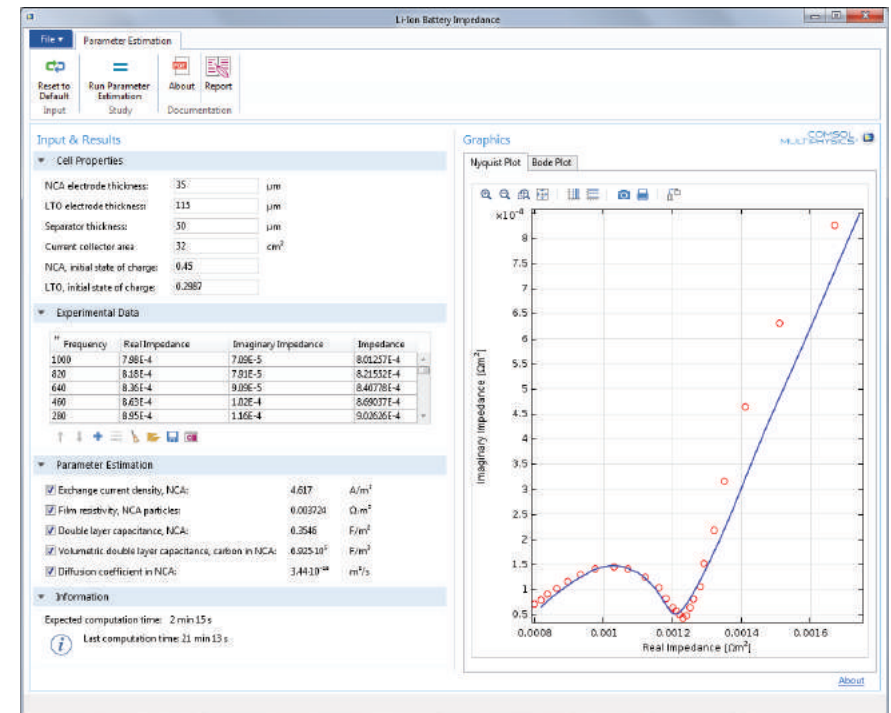 Li-Ion Battery Impedance
File ▾ Parameter Estimation
Reset to Default
Run Parameter Estimation
PDF
About Report
Input Study Documentation
Input & Results
Cell Properties
NCA electrode thickness: 35 µm
LTO electrode thickness: 115 µm
Separator thickness: 50 µm
Current collector area: 32 cm²
NCA, initial state of charge: 0.45
LTO, initial state of charge: 0.2987
Experimental Data
Frequency Real Impedance Imaginary Impedance Impedance
1000 7.98E-4 7.09E-5 8.01257E-4
820 8.18E-4 7.91E-5 8.21552E-4
640 8.36E-4 9.09E-5 8.40778E-4
460 8.63E-4 1.02E-4 8.69037E-4
280 8.95E-4 1.16E-4 9.02626E-4
Parameter Estimation
Exchange current density, NCA: 4.617 A/m²
Film resistivity, NCA particles: 0.003724 Ω·m²
Double layer capacitance, NCA: 0.3546 F/m²
Volumetric double layer capacitance, carbon in NCA:
Diffusion coefficient in NCA: m²/s
Information
Expected computation time: 2 min 15 s
Last computation time: 21 min 13 s
Graphics
COMSOL
MULTIPHYSICS
Nyquist Plot Bode Plot
×10⁻⁴
8
7.5
7
6.5
6
5.5
5
4.5
4
3.5
3
2.5
2
1.5
1
0.5
Imaginary Impedance [Ωm²]
0.0008 0.001 0.0012 0.0014 0.0016
Real Impedance [Ωm²]
About